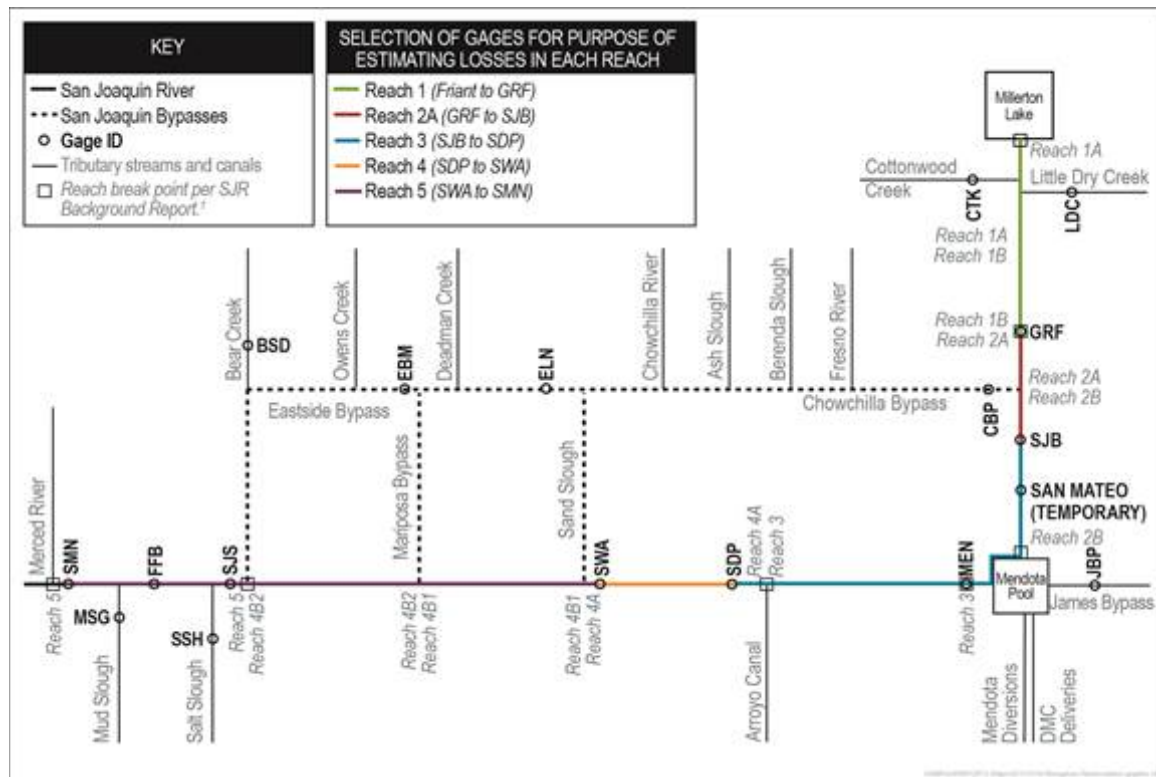 KEY
San Joaquin River
San Joaquin Bypasses
Gage ID
Tributary streams and canals
Reach break point per SJR
Background Report.¹
SELECTION OF GAGES FOR PURPOSE OF
ESTIMATING LOSSES IN EACH REACH
Reach 1 (Friant to GRF)
Reach 2A (GRF to SJB)
Reach 3 (SJB to SDP)
Reach 4 (SDP to SWA)
Reach 5 (SWA to SMN)
Millerton
Lake
Reach 1A
Cottonwood
Creek
CTK
Little Dry Creek
LDC
Reach 1A
Reach 1B
Reach 1B
Reach 2A
GRF
Bear Creek
BSD
Owens Creek
EBM
Deadman Creek
ELN
Chowchilla River
Ash Slough
Berenda Slough
Fresno River
Reach 2A
Reach 2B
Eastside Bypass
Chowchilla Bypass
CBP
SJB
Mariposa Bypass
Sand Slough
SAN MATEO
(TEMPORARY)
Reach 2B
Merced River
SMN
FFB
SJS
SWA
SDP
Reach 4A
Reach 3
MEN
Mendota
Pool
JBP
James Bypass
Reach 5
MSG
SSH
Reach 5
Reach 4B2
Reach 4B2
Reach 4B1
Reach 4B1
Reach 4A
Reach 3
Mud Slough
Salt Slough
Arroyo Canal
Mendota
Diversions
DMC
Deliveries